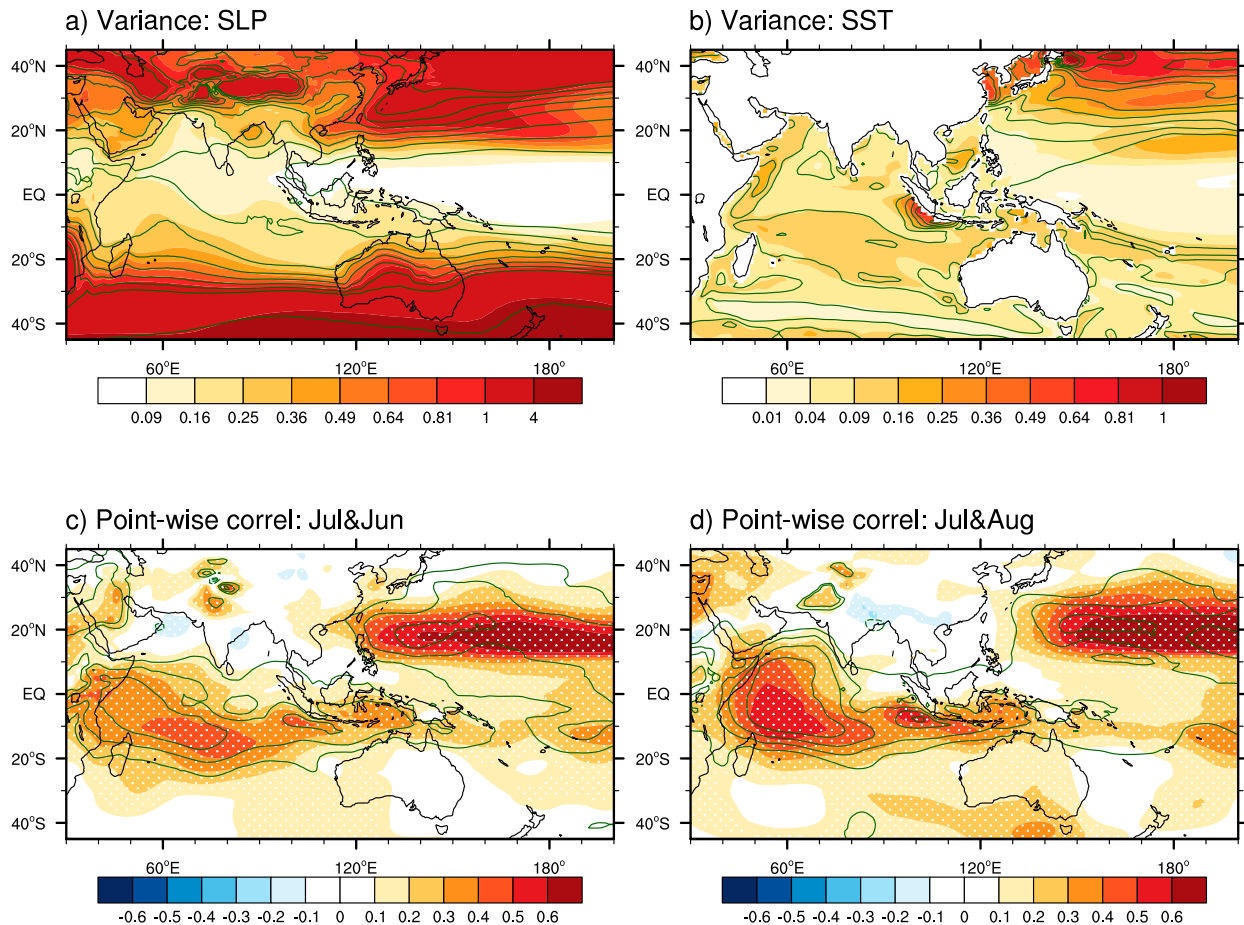 a) Variance: SLP
b) Variance: SST
40°N
20°N
EQ
20°S
40°S
60°E
120°E
180°
0.09 0.16 0.25 0.36 0.49 0.64 0.81 1 4
40°N
20°N
EQ
20°S
40°S
60°E
120°E
180°
0.01 0.04 0.09 0.16 0.25 0.36 0.49 0.64 0.81 1
c) Point-wise correl: Jul&Jun
d) Point-wise correl: Jul&Aug
40°N
20°N
EQ
20°S
40°S
60°E
120°E
180°
-0.6 -0.5 -0.4 -0.3 -0.2 -0.1 0 0.1 0.2 0.3 0.4 0.5 0.6
40°N
20°N
EQ
20°S
40°S
60°E
120°E
180°
-0.6 -0.5 -0.4 -0.3 -0.2 -0.1 0 0.1 0.2 0.3 0.4 0.5 0.6